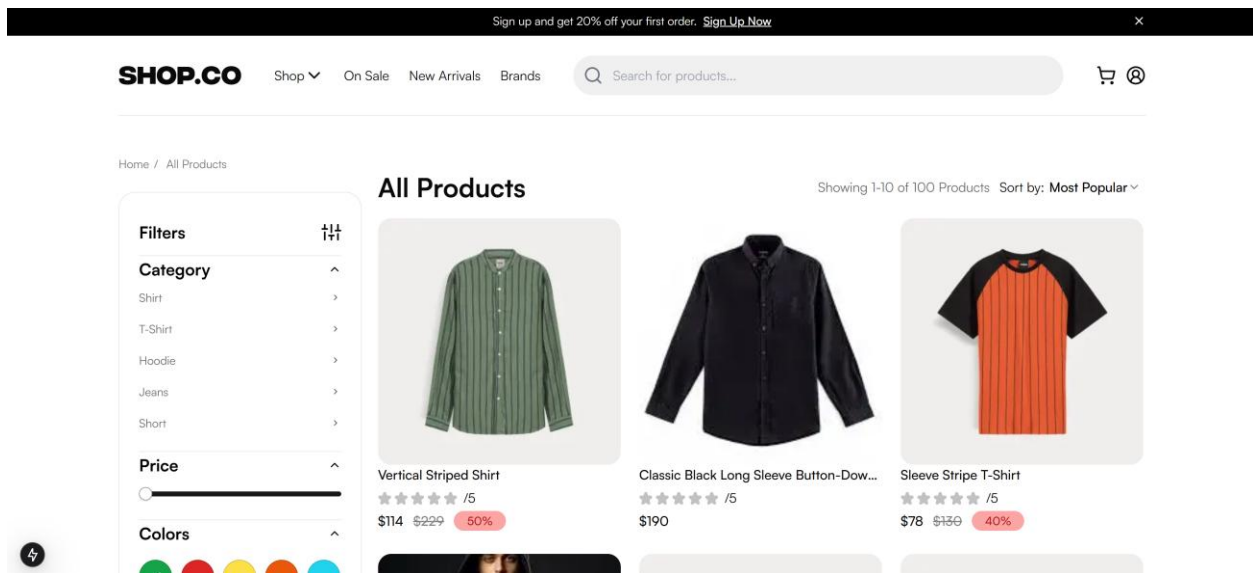 Sign up and get 20% off your first order. Sign Up Now
SHOP.CO Shop On Sale New Arrivals Brands Search for products...
Home / All Products
All Products Showing 1-10 of 100 Products Sort by: Most Popular
Filters
Category
Shirt
T-Shirt
Hoodie
Jeans
Short
Price
Colors
Vertical Striped Shirt
/5
$114 $229 50%
Classic Black Long Sleeve Button-Dow...
/5
$190
Sleeve Stripe T-Shirt
/5
$78 $130 40%